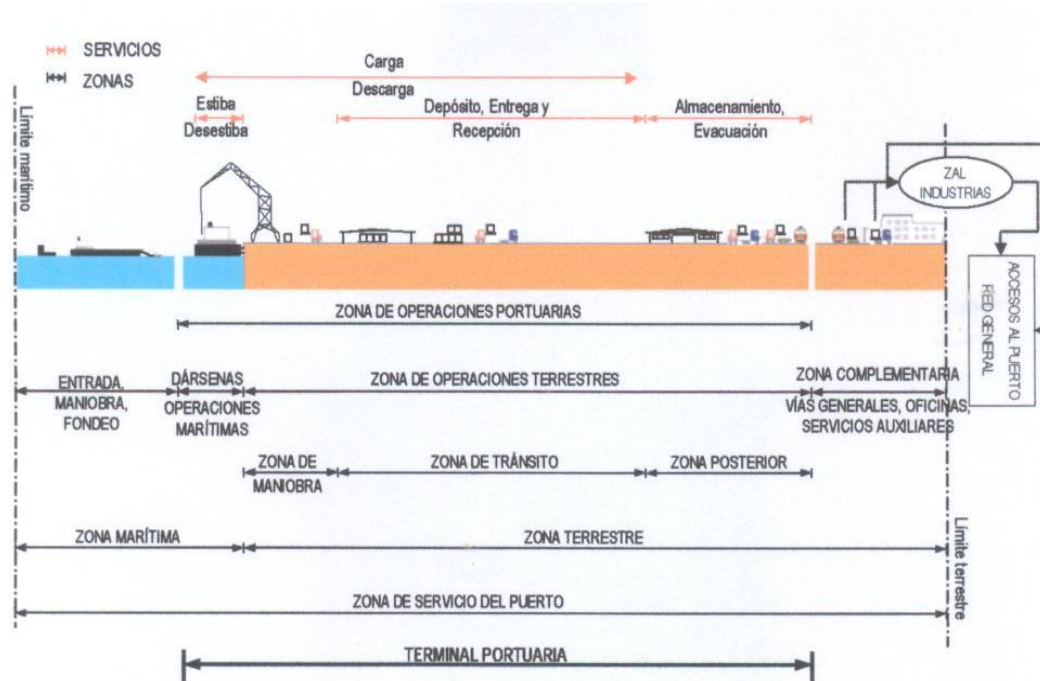 SERVICIOS
ZONAS
Límite marítimo
Carga
Descarga
Estiba
Desestiba
Depósito, Entrega y
Recepción
Almacenamiento,
Evacuación
ZAL
INDUSTRIAS
ACCESOS AL PUERTO
RED GENERAL
ZONA DE OPERACIONES PORTUARIAS
ENTRADA,
MANIOBRA,
FONDEO
DÁRSENAS
OPERACIONES
MARÍTIMAS
ZONA DE OPERACIONES TERRESTRES
ZONA COMPLEMENTARIA
VÍAS GENERALES, OFICINAS,
SERVICIOS AUXILIARES
ZONA DE
MANIOBRA
ZONA DE TRÁNSITO
ZONA POSTERIOR
ZONA MARÍTIMA
ZONA TERRESTRE
Límite terrestre
ZONA DE SERVICIO DEL PUERTO
TERMINAL PORTUARIA